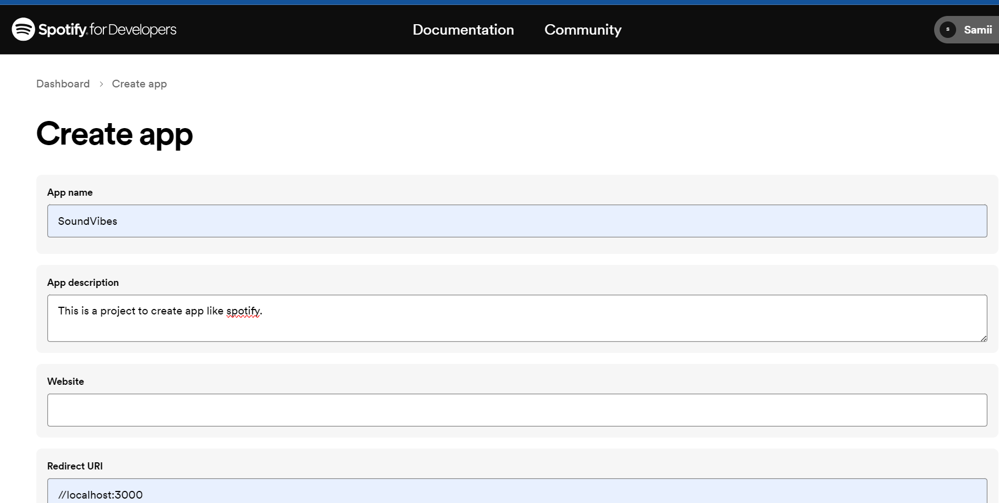 Spotify for Developers
Documentation
Community
S
Samii
Dashboard > Create app
Create app
App name
SoundVibes
App description
This is a project to create app like spotify.
Website
Redirect URI
//localhost:3000